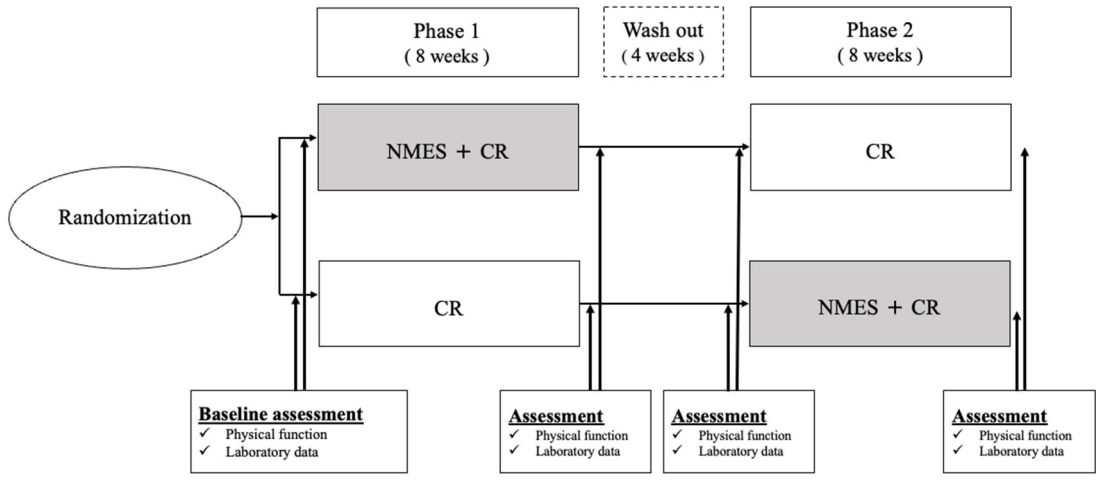 Phase 1
( 8 weeks )
Wash out
( 4 weeks )
Phase 2
( 8 weeks )
NMES + CR
CR
Randomization
CR
NMES + CR
Baseline assessment
✓ Physical function
✓ Laboratory data
Assessment
✓ Physical function
✓ Laboratory data
Assessment
✓ Physical function
✓ Laboratory data
Assessment
✓ Physical function
✓ Laboratory data